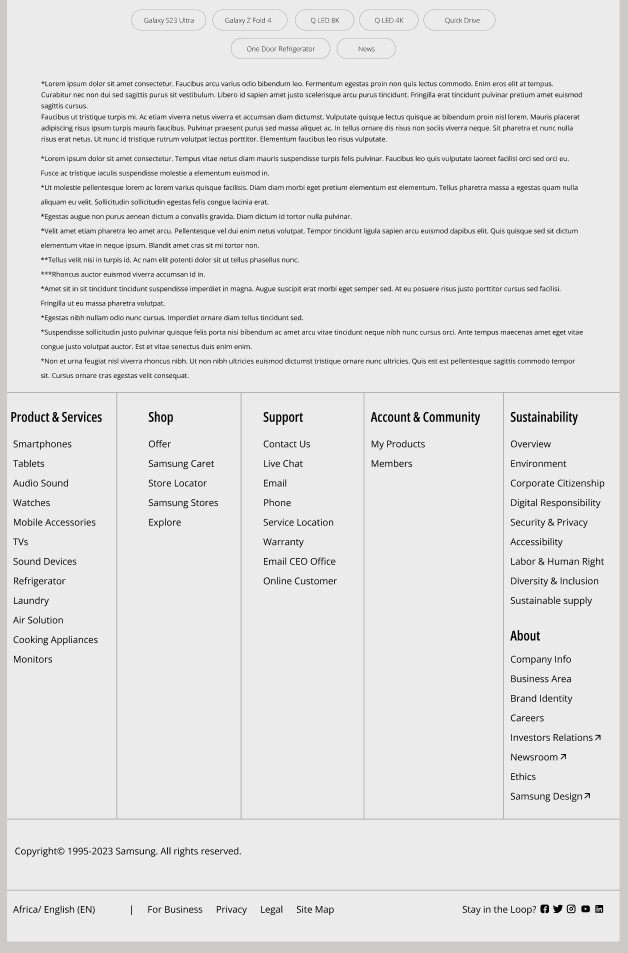 Galaxy S23 Ultra
Galaxy Z Fold 4
Q LED 8K
Q LED 4K
Quick Drive
One Door Refrigerator
News
*Lorem ipsum dolor sit amet consectetur. Faucibus arcu varius odio bibendum leo. Fermentum egestas proin non quis lectus commodo. Enim eros elit at tempus.
Curabitur nec non dui sed sagittis purus sit vestibulum. Libero id sapien amet justo scelerisque arcu purus tincidunt. Fringilla erat tincidunt pulvinar pretium amet euismod
sagittis cursus.
Faucibus ut tristique turpis mi. Ac etiam viverra netus viverra et accumsan diam dictumst. Vulputate quisque lectus quisque ac bibendum proin nisl lorem. Mauris placerat
adipiscing risus ipsum turpis mauris faucibus. Pulvinar praesent purus sed massa aliquet ac. In tellus ornare dis risus non sociis viverra neque. Sit pharetra et nunc nulla
risus erat netus. Ut nunc id tristique rutrum volutpat lectus porttitor. Elementum faucibus leo risus vulputate.
*Lorem ipsum dolor sit amet consectetur. Tempus vitae netus diam mauris suspendisse turpis felis pulvinar. Faucibus leo quis vulputate laoreet facilisi orci sed orci eu.
Fusce ac tristique iaculis suspendisse molestie a elementum euismod in.
*Ut molestie pellentesque lorem ac lorem varius quisque facilisis. Diam diam morbi eget pretium elementum est elementum. Tellus pharetra massa a egestas quam nulla
aliquam eu velit. Sollicitudin sollicitudin egestas felis congue lacinia erat.
*Egestas augue non purus aenean dictum a convallis gravida. Diam dictum id tortor nulla pulvinar.
*Velit amet etiam pharetra leo amet arcu. Pellentesque vel dui enim netus volutpat. Tempor tincidunt ligula sapien arcu euismod dapibus elit. Quis quisque sed sit dictum
elementum vitae in neque ipsum. Blandit amet cras sit mi tortor non.
**Tellus velit nisi in turpis id. Ac nam elit potenti dolor sit ut tellus phasellus nunc.
***Rhoncus auctor euismod viverra accumsan id in.
*Amet sit in sit tincidunt tincidunt suspendisse imperdiet in magna. Augue suscipit erat morbi eget semper sed. At eu posuere risus justo porttitor cursus sed facilisi.
Fringilla ut eu massa pharetra volutpat.
*Egestas nibh nullam odio nunc cursus. Imperdiet ornare diam tellus tincidunt sed.
*Suspendisse sollicitudin justo pulvinar quisque felis porta nisi bibendum ac amet arcu vitae tincidunt neque nibh nunc cursus orci. Ante tempus maecenas amet eget vitae
congue justo volutpat auctor. Est et vitae senectus duis enim enim.
*Non et urna feugiat nisl viverra rhoncus nibh. Ut non nibh ultricies euismod dictumst tristique ornare nunc ultricies. Quis est est pellentesque sagittis commodo tempor
sit. Cursus ornare cras egestas velit consequat.
Product & Services
Smartphones
Tablets
Audio Sound
Watches
Mobile Accessories
TVs
Sound Devices
Refrigerator
Laundry
Air Solution
Cooking Appliances
Monitors
Shop
Offer
Samsung Caret
Store Locator
Samsung Stores
Explore
Support
Contact Us
Live Chat
Email
Phone
Service Location
Warranty
Email CEO Office
Online Customer
Account & Community
My Products
Members
Sustainability
Overview
Environment
Corporate Citizenship
Digital Responsibility
Security & Privacy
Accessibility
Labor & Human Right
Diversity & Inclusion
Sustainable supply
About
Company Info
Business Area
Brand Identity
Careers
Investors Relations
Newsroom
Ethics
Samsung Design
Copyright© 1995-2023 Samsung. All rights reserved.
Africa/ English (EN) | For Business Privacy Legal Site Map Stay in the Loop?